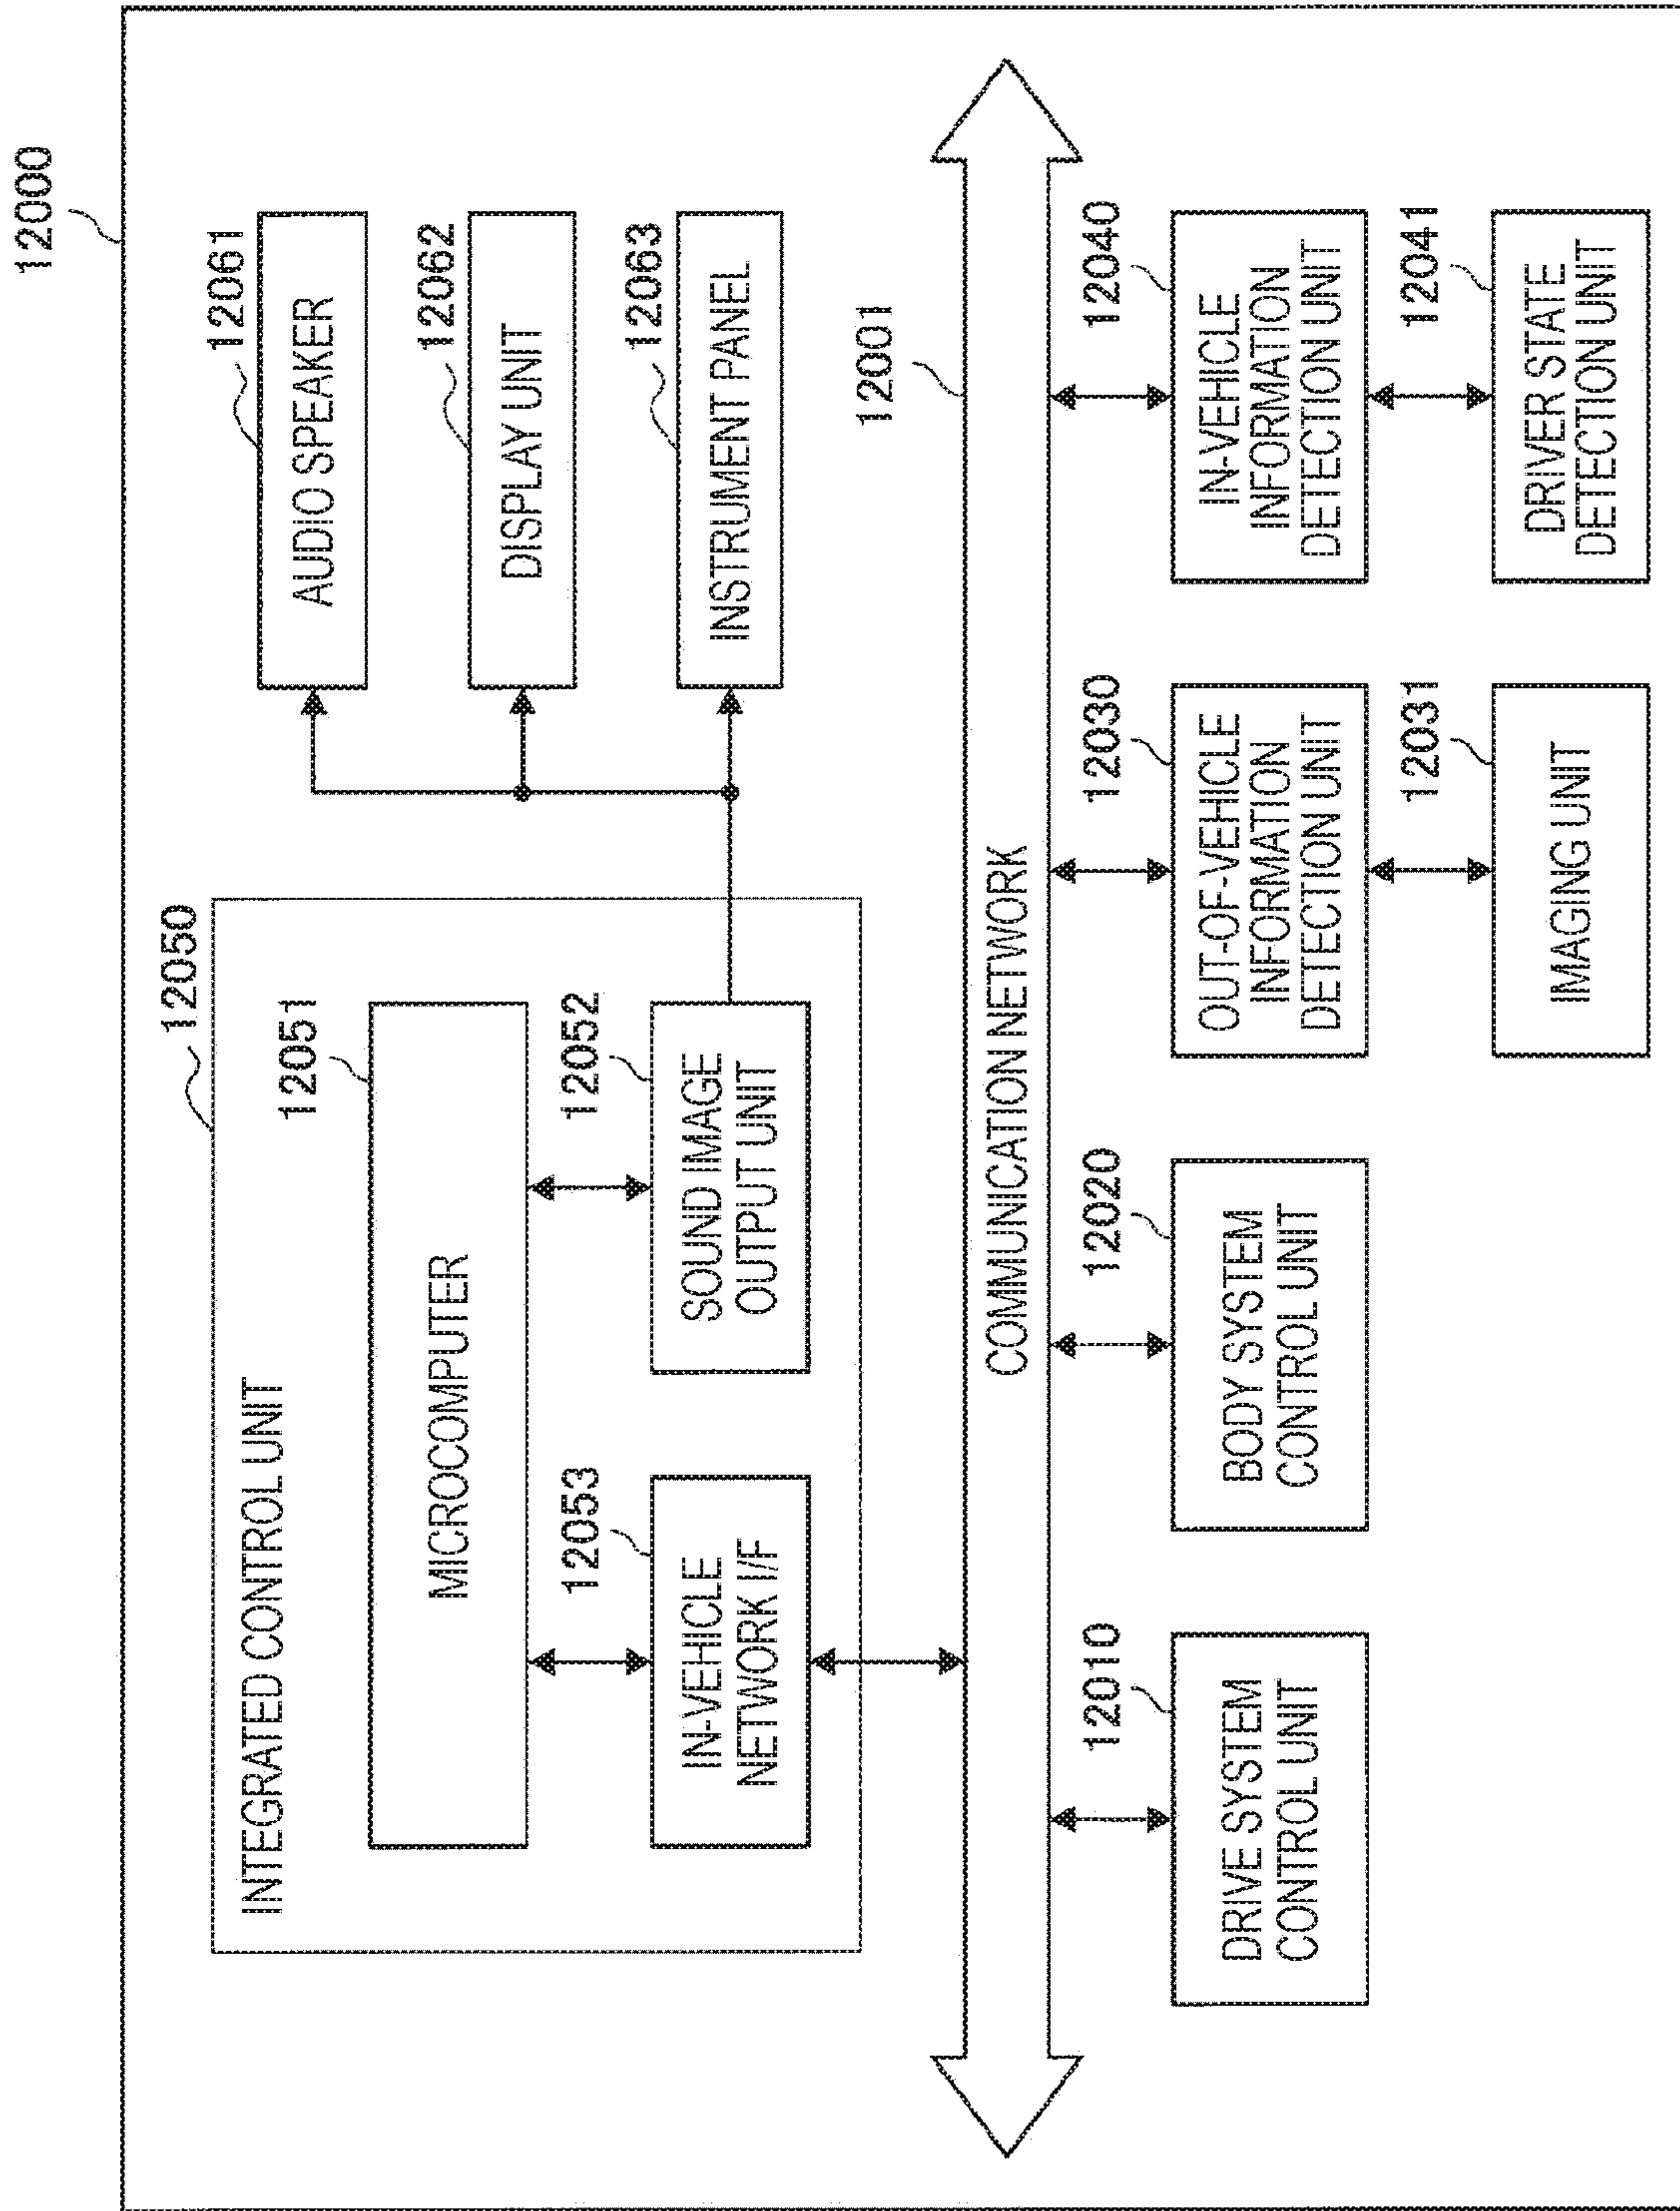 12000
12050
INTEGRATED CONTROL UNIT
12051
MICROCOMPUTER
12053
IN-VEHICLE
NETWORK I/F
12052
SOUND IMAGE
OUTPUT UNIT
12061
AUDIO SPEAKER
12062
DISPLAY UNIT
12063
INSTRUMENT PANEL
12001
COMMUNICATION NETWORK
12010
DRIVE SYSTEM
CONTROL UNIT
12020
BODY SYSTEM
CONTROL UNIT
12030
OUT-OF-VEHICLE
INFORMATION
DETECTION UNIT
12040
IN-VEHICLE
INFORMATION
DETECTION UNIT
12031
IMAGING UNIT
12041
DRIVER STATE
DETECTION UNIT